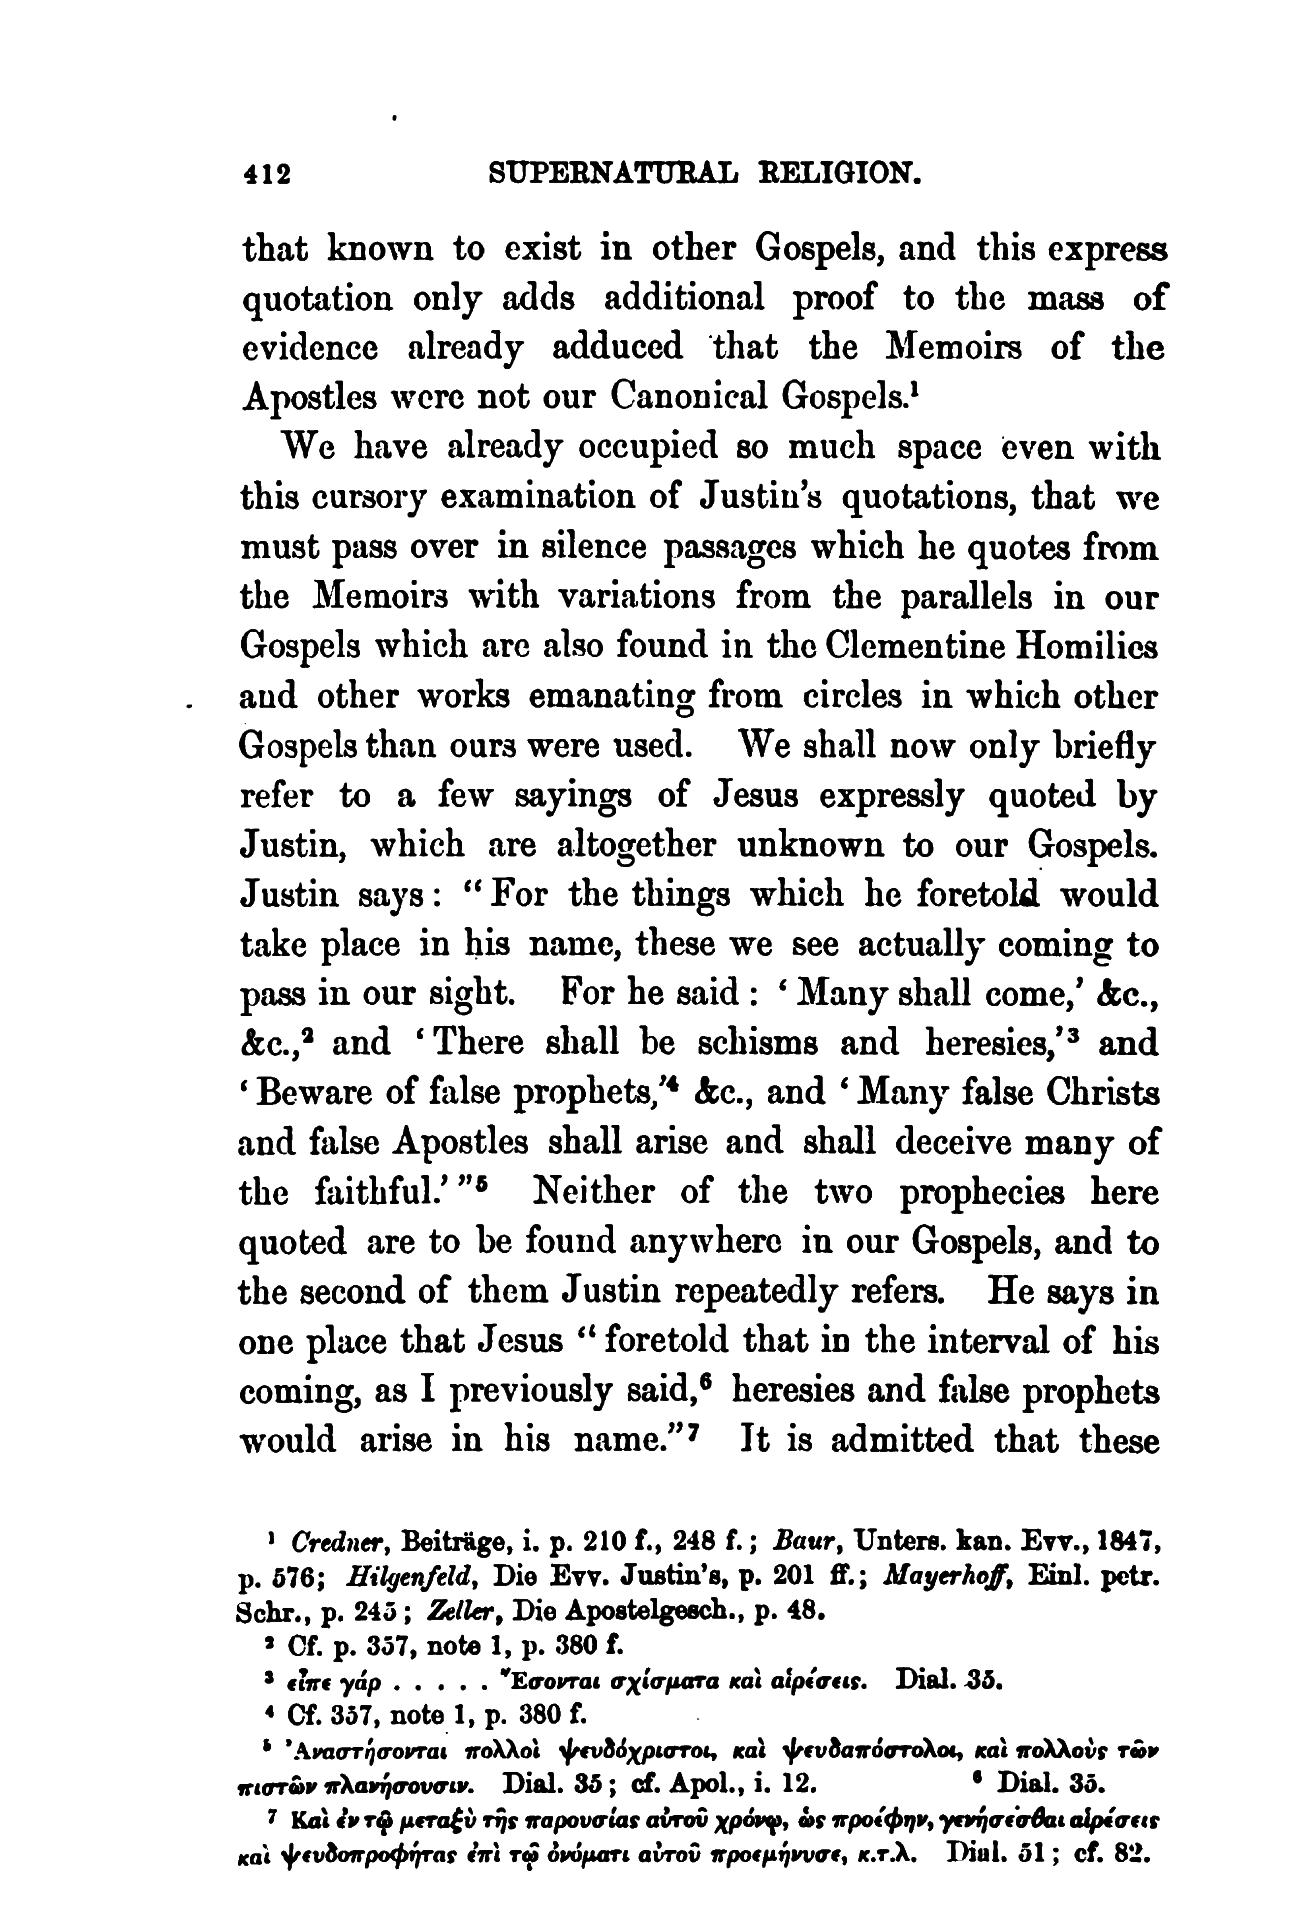 412 SUPERNATURAL RELIGION.
that known to exist in other Gospels, and this express
quotation only adds additional proof to the mass of
evidence already adduced that the Memoirs of the
Apostles were not our Canonical Gospels.¹
We have already occupied so much space even with
this cursory examination of Justin's quotations, that we
must pass over in silence passages which he quotes from
the Memoirs with variations from the parallels in our
Gospels which are also found in the Clementine Homilies
and other works emanating from circles in which other
Gospels than ours were used. We shall now only briefly
refer to a few sayings of Jesus expressly quoted by
Justin, which are altogether unknown to our Gospels.
Justin says: "For the things which he foretold would
take place in his name, these we see actually coming to
pass in our sight. For he said: 'Many shall come,' &c.,
&c.,² and 'There shall be schisms and heresies,'³ and
'Beware of false prophets,'⁴ &c., and 'Many false Christs
and false Apostles shall arise and shall deceive many of
the faithful.'"⁵ Neither of the two prophecies here
quoted are to be found anywhere in our Gospels, and to
the second of them Justin repeatedly refers. He says in
one place that Jesus "foretold that in the interval of his
coming, as I previously said,⁶ heresies and false prophets
would arise in his name."⁷ It is admitted that these
¹ Credner, Beiträge, i. p. 210 f., 248 f.; Baur, Unters. kan. Evv., 1847,
p. 576; Hilgenfeld, Die Evv. Justin's, p. 201 ff.; Mayerhoff, Einl. petr.
Schr., p. 245; Zeller, Die Apostelgesch., p. 48.
² Cf. p. 357, note 1, p. 380 f.
³ εἶπε γάρ . . . . . Ἔσονται σχίσματα καὶ αἱρέσεις. Dial. 35.
⁴ Cf. 357, note 1, p. 380 f.
⁵ Ἀναστήσονται πολλοὶ ψευδόχριστοι, καὶ ψευδαπόστολοι, καὶ πολλοὺς τῶν
πιστῶν πλανήσουσιν. Dial. 35; cf. Apol., i. 12. ⁶ Dial. 35.
⁷ Καὶ ἐν τῷ μεταξὺ τῆς παρουσίας αὐτοῦ χρόνῳ, ὡς προέφην, γενήσεσθαι αἱρέσεις
καὶ ψευδοπροφήτας ἐπὶ τῷ ὀνόματι αὐτοῦ προεμήνυσε, κ.τ.λ. Dial. 51; cf. 82.